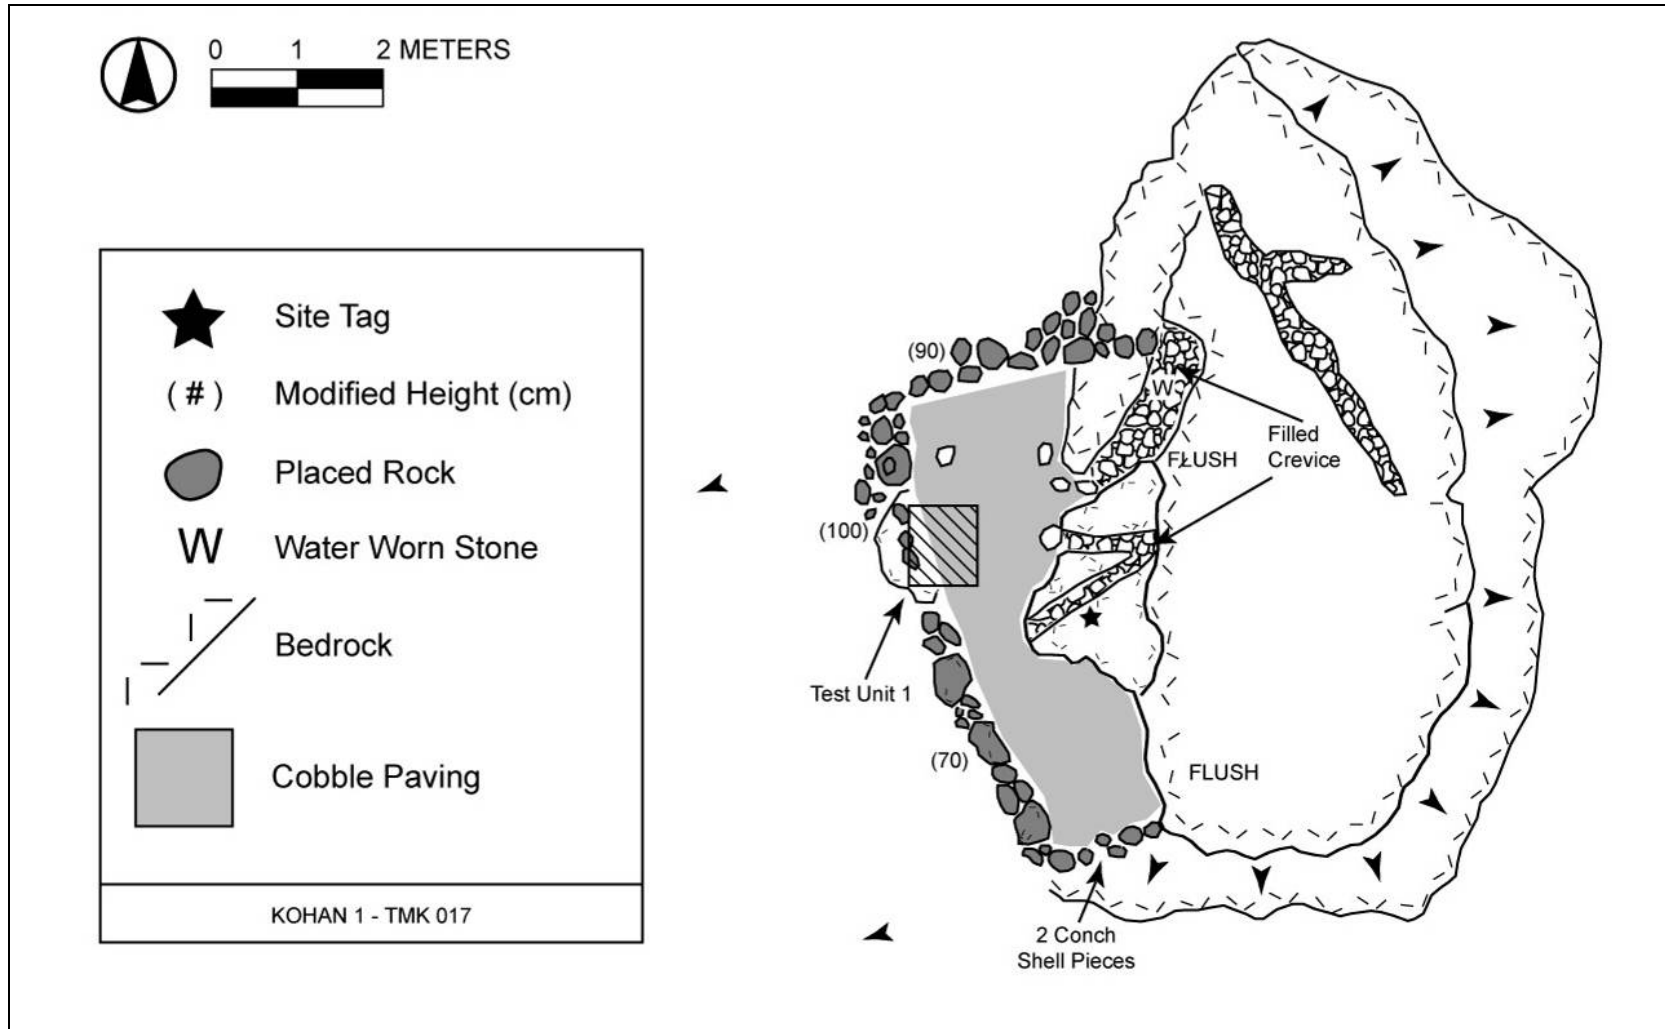 0 1 2 METERS
Site Tag
( # ) Modified Height (cm)
Placed Rock
W Water Worn Stone
Bedrock
Cobble Paving
KOHAN 1 - TMK 017
(90)
W
Filled
Crevice
FLUSH
(100)
Test Unit 1
(70)
FLUSH
2 Conch
Shell Pieces